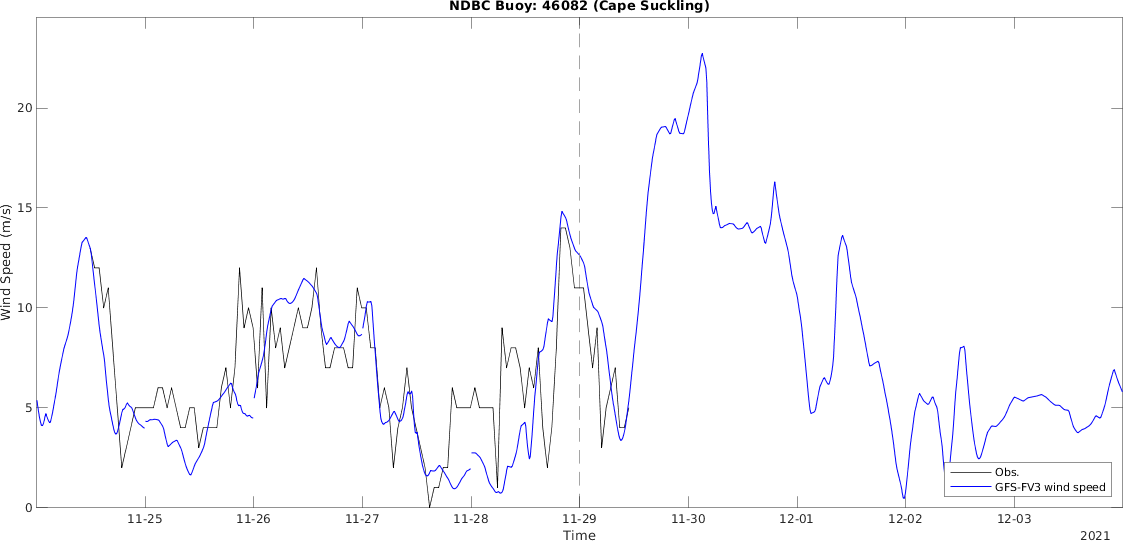 NDBC Buoy: 46082 (Cape Suckling)
Wind Speed (m/s)
20
15
10
5
0
11-25 11-26 11-27 11-28 11-29 11-30 12-01 12-02 12-03
Time
2021
Obs.
GFS-FV3 wind speed